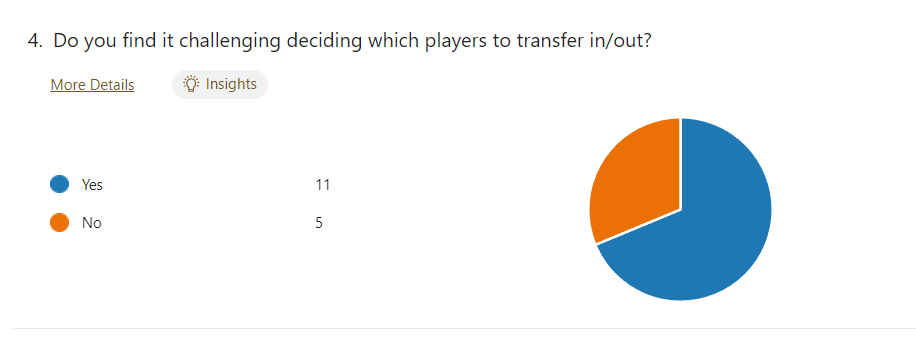 4. Do you find it challenging deciding which players to transfer in/out?
More Details
Insights
Yes 11
No 5